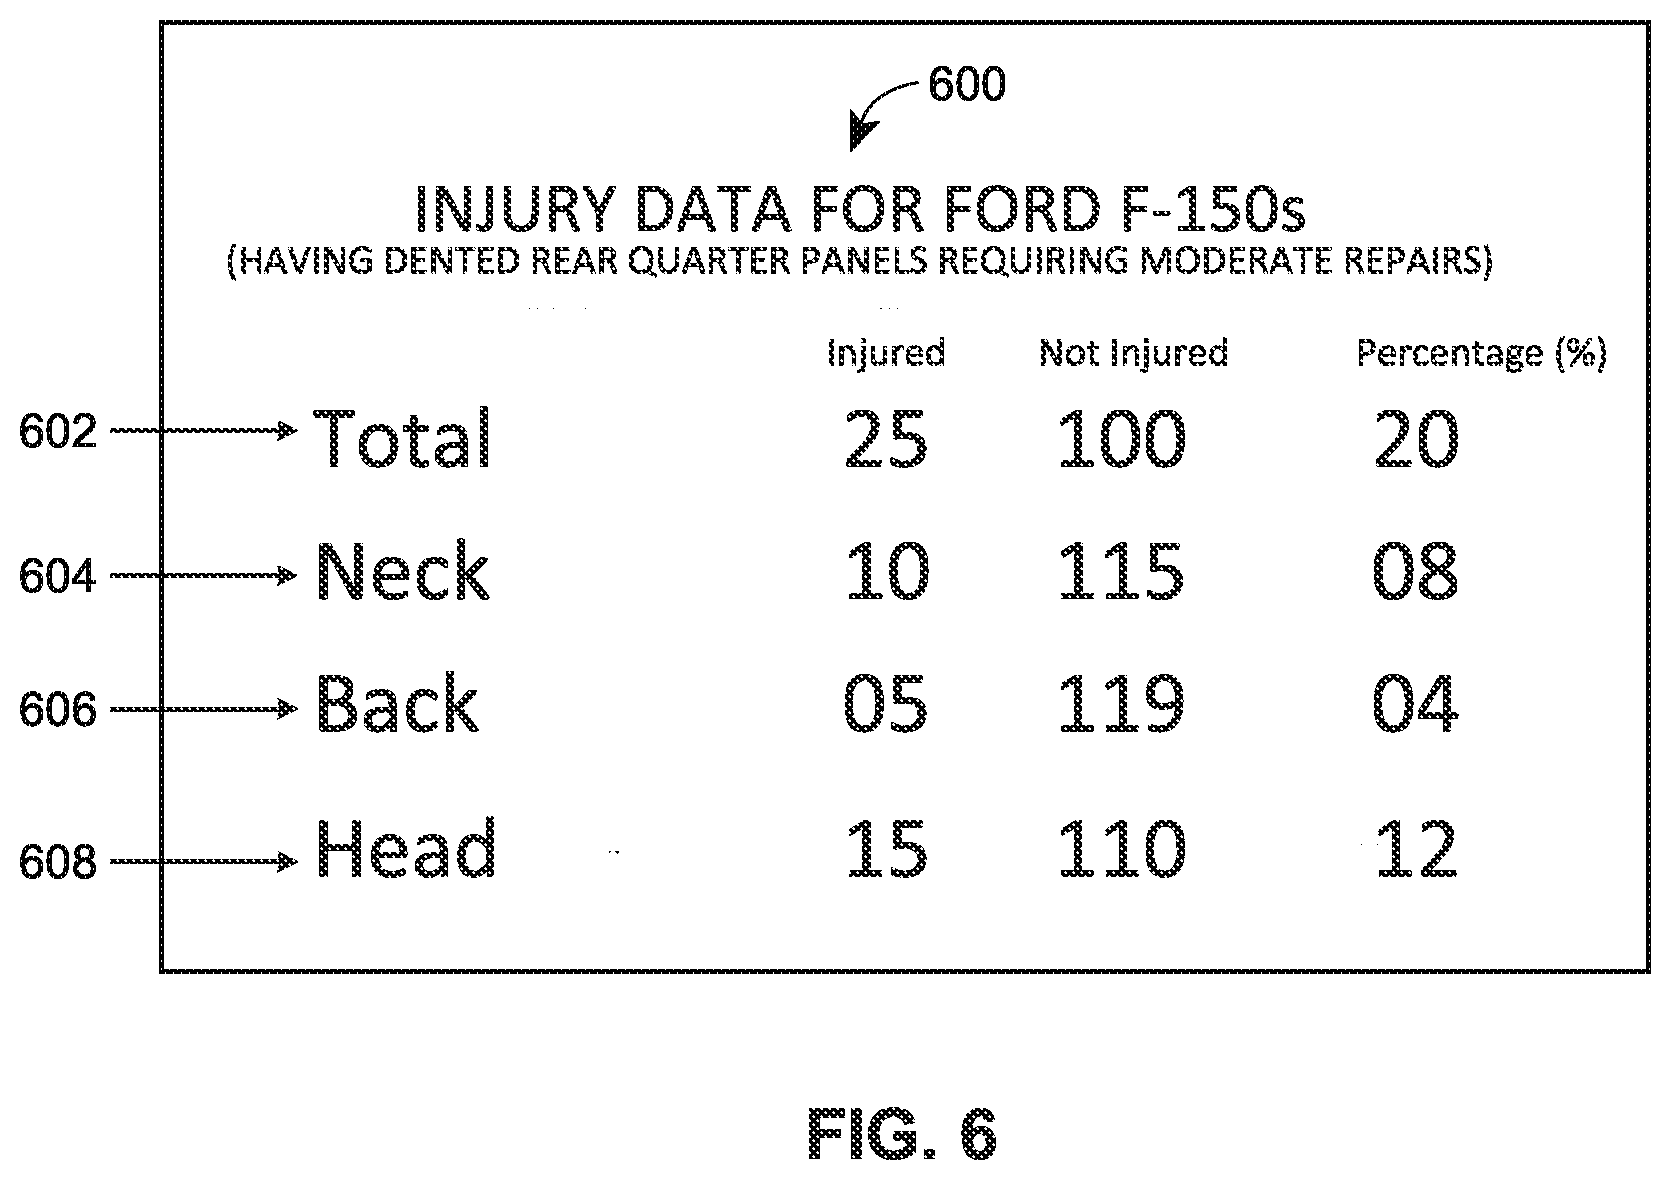 600
INJURY DATA FOR FORD F-150s
(HAVING DENTED REAR QUARTER PANELS REQUIRING MODERATE REPAIRS)
Injured Not Injured Percentage (%)
602 Total 25 100 20
604 Neck 10 115 08
606 Back 05 119 04
608 Head 15 110 12
FIG. 6